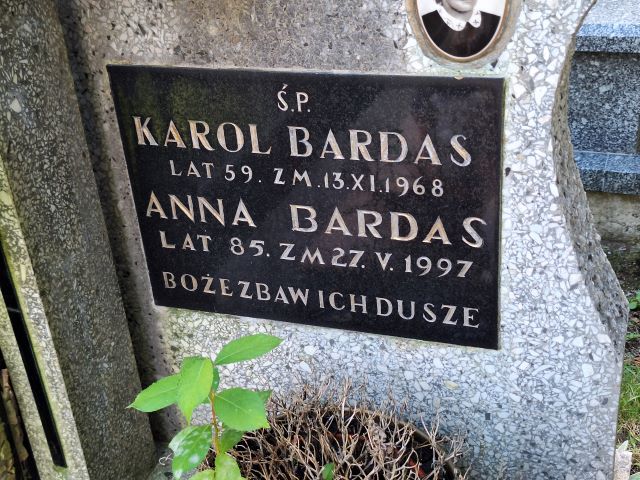 Ś.P.
KAROL BARDAS
LAT 59. ZM. 13.XI.1968
ANNA BARDAS
LAT 85. ZM 27. V. 1997
BOŻE ZBAW ICH DUSZE